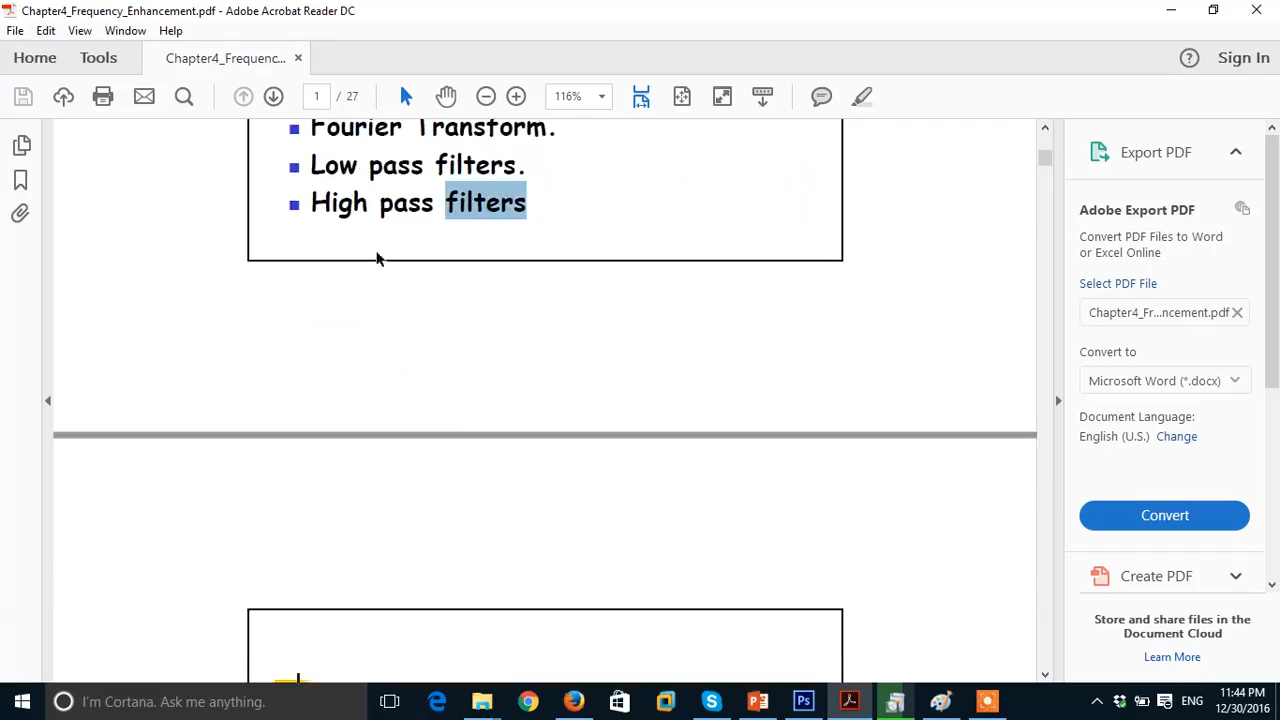 Chapter4_Frequency_Enhancement.pdf - Adobe Acrobat Reader DC
File Edit View Window Help
Home Tools Chapter4_Frequenc... × Sign In
1 / 27 116%
Fourier Transform.
Low pass filters.
High pass filters
Export PDF
Adobe Export PDF
Convert PDF Files to Word
or Excel Online
Select PDF File
Chapter4_Fr...ncement.pdf
Convert to
Microsoft Word (*.docx)
Document Language:
English (U.S.) Change
Convert
Create PDF
Store and share files in the
Document Cloud
Learn More
I'm Cortana. Ask me anything.
ENG
11:44 PM
12/30/2016